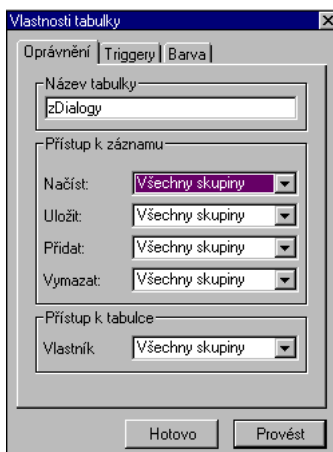 Vlastnosti tabulky
Oprávnění Triggery Barva
Název tabulky
zDialogy
Přístup k záznamu
Načíst: Všechny skupiny
Uložit: Všechny skupiny
Přidat: Všechny skupiny
Vymazat: Všechny skupiny
Přístup k tabulce
Vlastník Všechny skupiny
Hotovo Provést